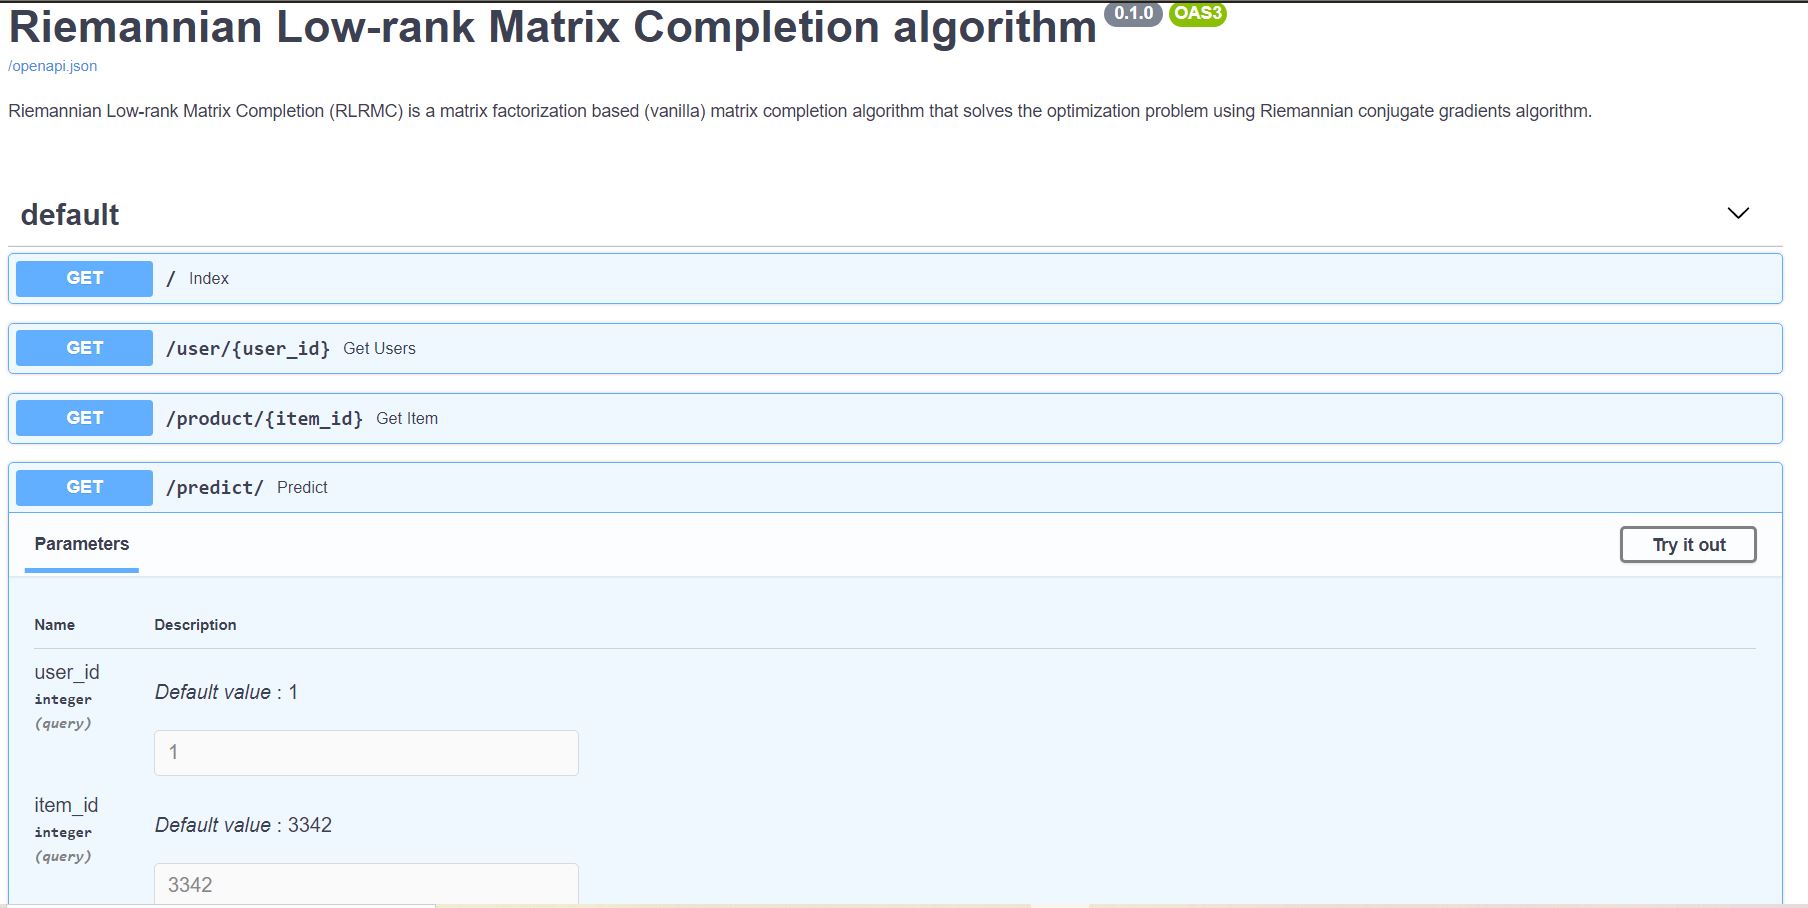 Riemannian Low-rank Matrix Completion algorithm 0.1.0 OAS3
/openapi.json
Riemannian Low-rank Matrix Completion (RLRMC) is a matrix factorization based (vanilla) matrix completion algorithm that solves the optimization problem using Riemannian conjugate gradients algorithm.
default
GET / Index
GET /user/{user_id} Get Users
GET /product/{item_id} Get Item
GET /predict/ Predict
Parameters Try it out
Name Description
user_id
integer
(query)
Default value : 1
1
item_id
integer
(query)
Default value : 3342
3342